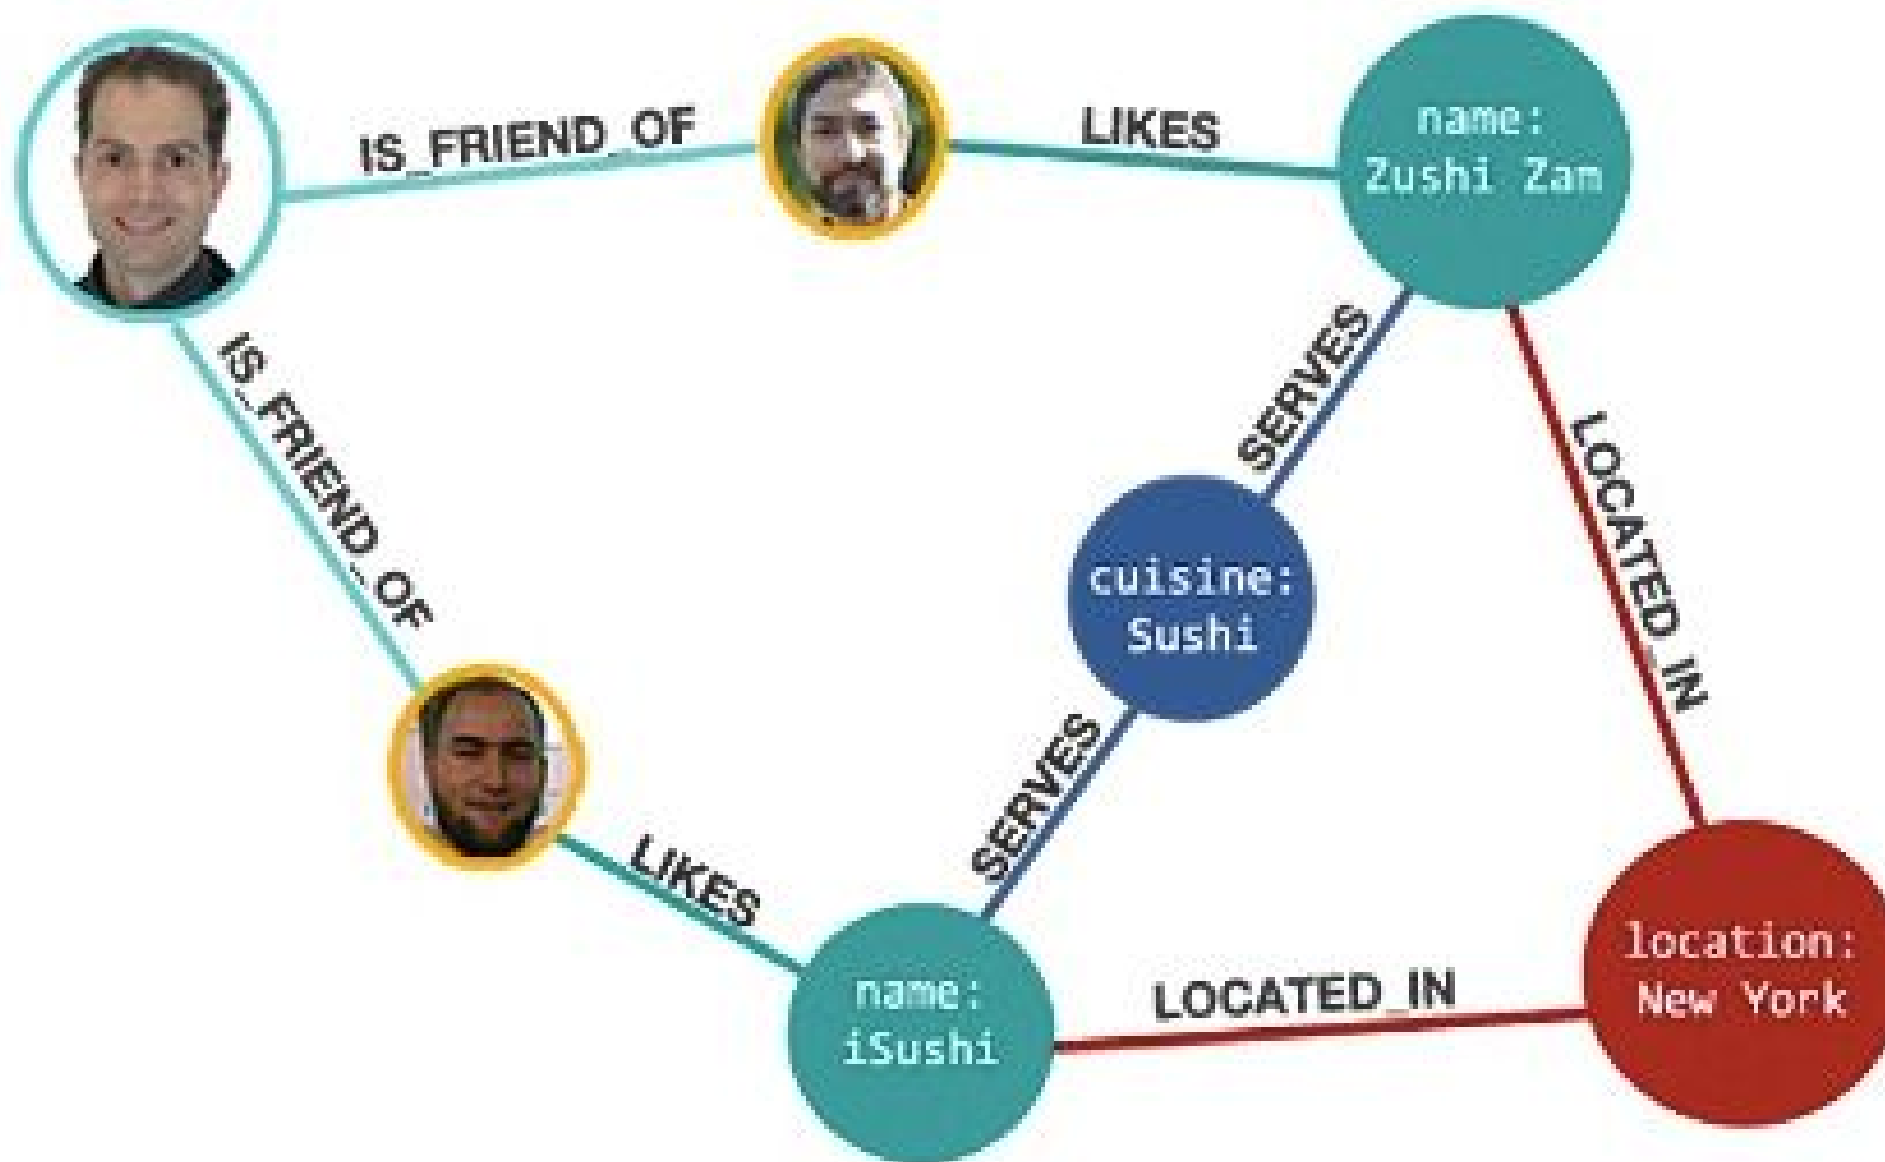 IS_FRIEND_OF
LIKES
name:
Zushi Zam
IS_FRIEND_OF
SERVES
LOCATED_IN
cuisine:
Sushi
SERVES
LIKES
name:
iSushi
LOCATED_IN
location:
New York